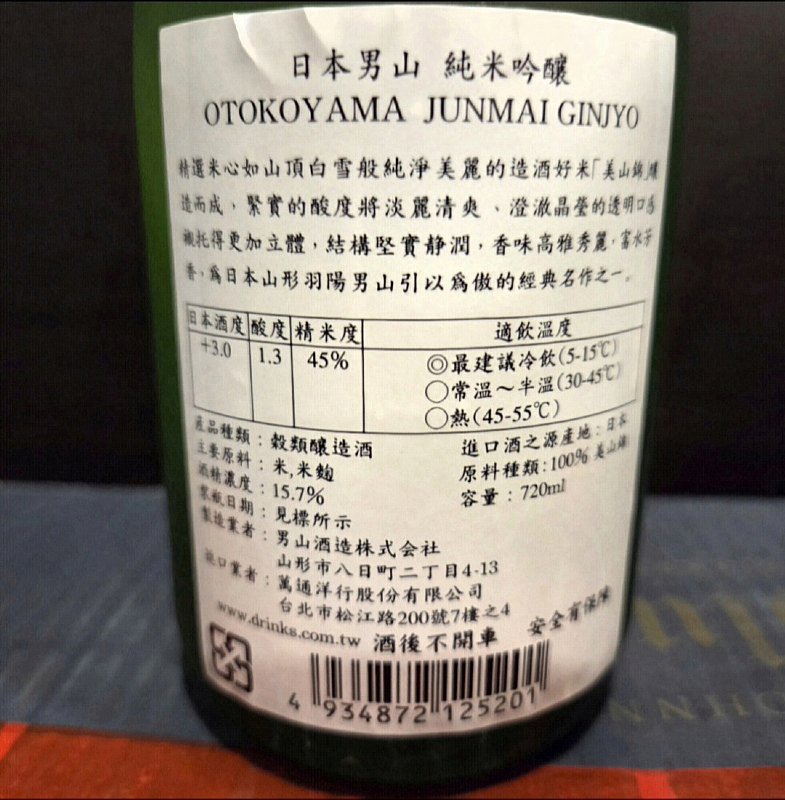 日本男山 純米吟醸
OTOKOYAMA JUNMAI GINJYO
精選米心如山頂白雪般純淨美麗的造酒好米「美山錦」釀
造而成，緊實的酸度將淡麗清爽、澄澈晶瑩的透明口感
襯托得更加立體，結構堅實静潤，香味高雅秀麗，富水芳
香，為日本山形羽陽男山引以為傲的經典名作之一。
日本酒度 酸度 精米度 適飲溫度
+3.0 1.3 45% ◎最建議冷飲(5-15℃)
○常溫～半溫(30-45℃)
○熱(45-55℃)
產品種類：穀類釀造酒 進口酒之源產地：日本
主要原料：米,米麴 原料種類:100% 美山錦
酒精濃度：15.7% 容量：720ml
裝瓶日期：見標所示
製造業者：男山酒造株式会社
山形市八日町二丁目4-13
進口業者：萬通洋行股份有限公司
台北市松江路200號7樓之4
www.drinks.com.tw 酒後不開車 安全有保障
4 934872 125201